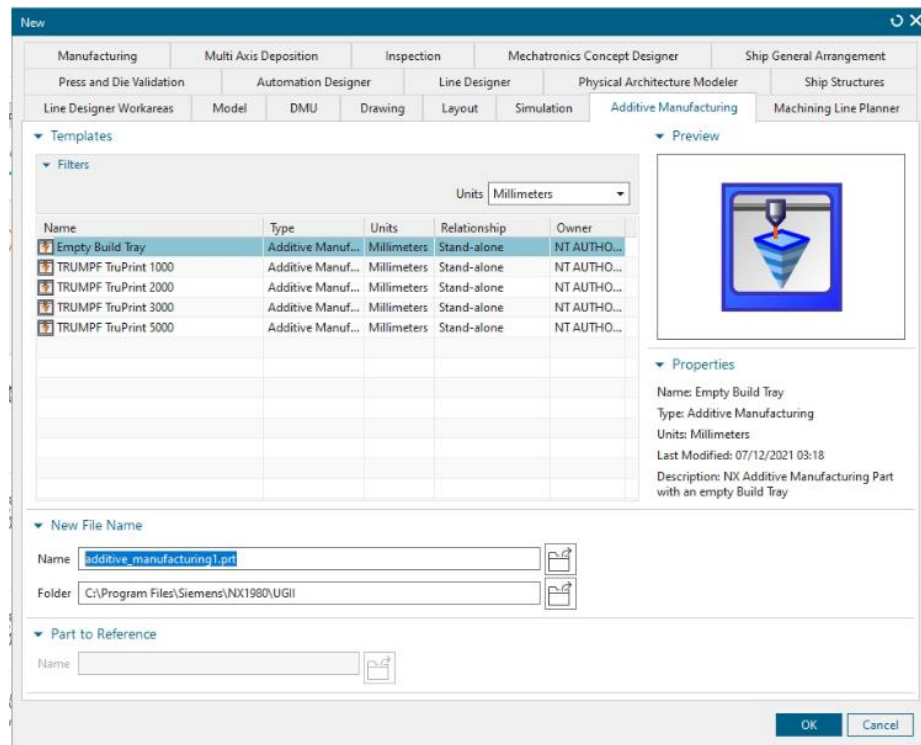 New
Manufacturing Multi Axis Deposition Inspection Mechatronics Concept Designer Ship General Arrangement
Press and Die Validation Automation Designer Line Designer Physical Architecture Modeler Ship Structures
Line Designer Workareas Model DMU Drawing Layout Simulation Additive Manufacturing Machining Line Planner
Templates
Filters
Units Millimeters
Name Type Units Relationship Owner
Empty Build Tray Additive Manuf... Millimeters Stand-alone NT AUTHO...
TRUMPF TruPrint 1000 Additive Manuf... Millimeters Stand-alone NT AUTHO...
TRUMPF TruPrint 2000 Additive Manuf... Millimeters Stand-alone NT AUTHO...
TRUMPF TruPrint 3000 Additive Manuf... Millimeters Stand-alone NT AUTHO...
TRUMPF TruPrint 5000 Additive Manuf... Millimeters Stand-alone NT AUTHO...
Preview
Properties
Name: Empty Build Tray
Type: Additive Manufacturing
Units: Millimeters
Last Modified: 07/12/2021 03:18
Description: NX Additive Manufacturing Part
with an empty Build Tray
New File Name
Name additive_manufacturing1.prt
Folder C:\Program Files\Siemens\NX1980\UGII
Part to Reference
Name
OK Cancel